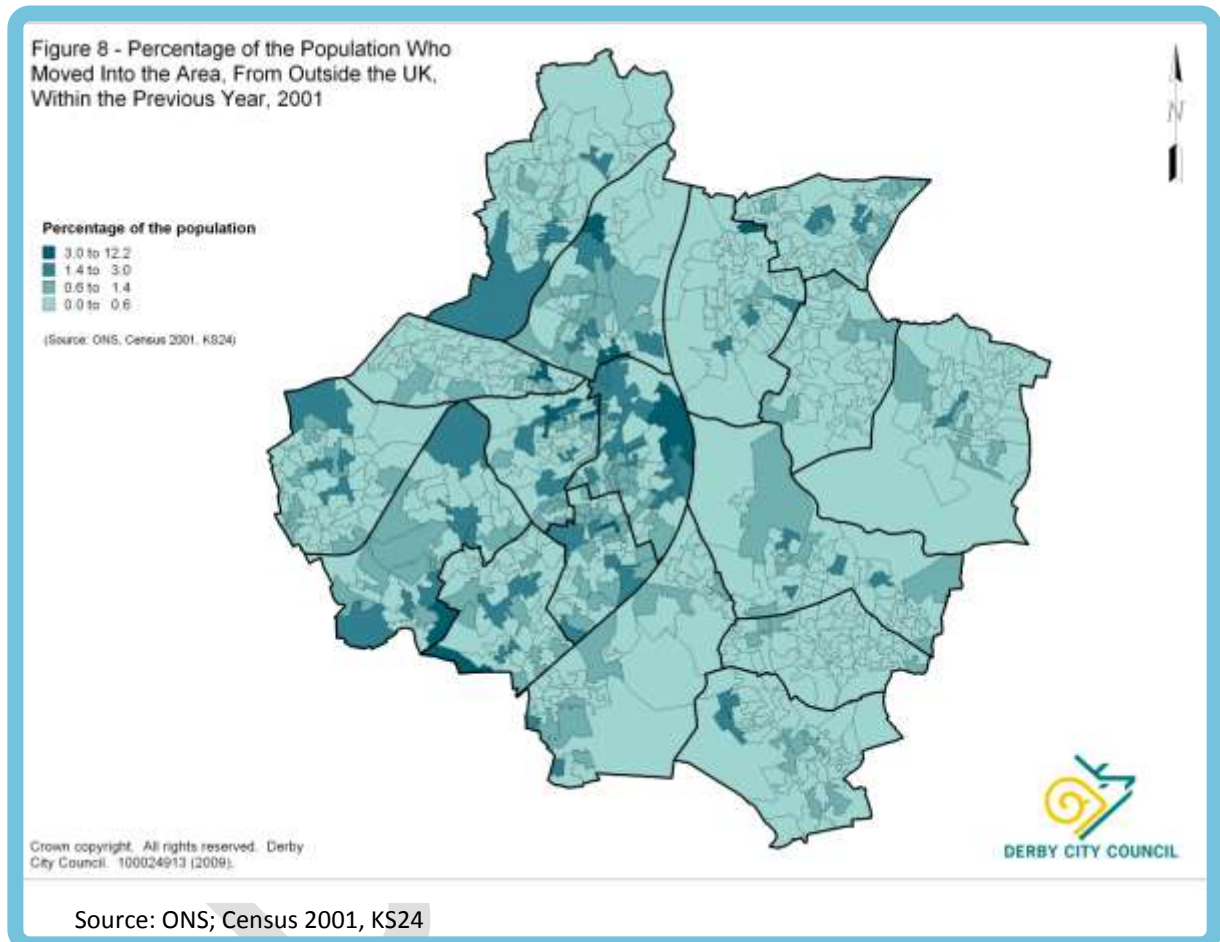 Figure 8 - Percentage of the Population Who
Moved Into the Area, From Outside the UK,
Within the Previous Year, 2001
N
Percentage of the population
3.0 to 12.2
1.4 to 3.0
0.6 to 1.4
0.0 to 0.6
(Source: ONS, Census 2001, KS24)
Crown copyright. All rights reserved. Derby
City Council. 100024913 (2009).
DERBY CITY COUNCIL
Source: ONS; Census 2001, KS24